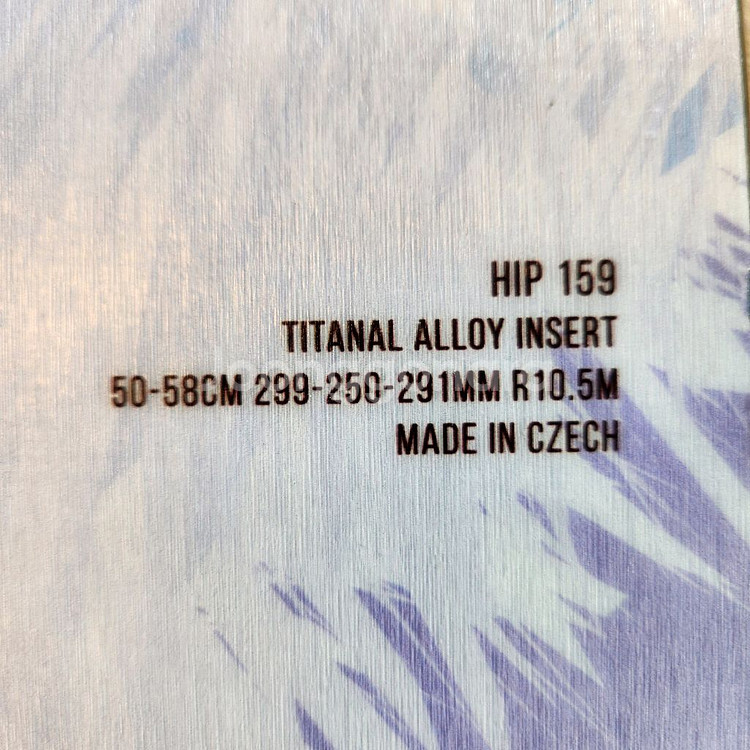 HIP 159
TITANAL ALLOY INSERT
50-58CM 299-250-291MM R10.5M
MADE IN CZECH